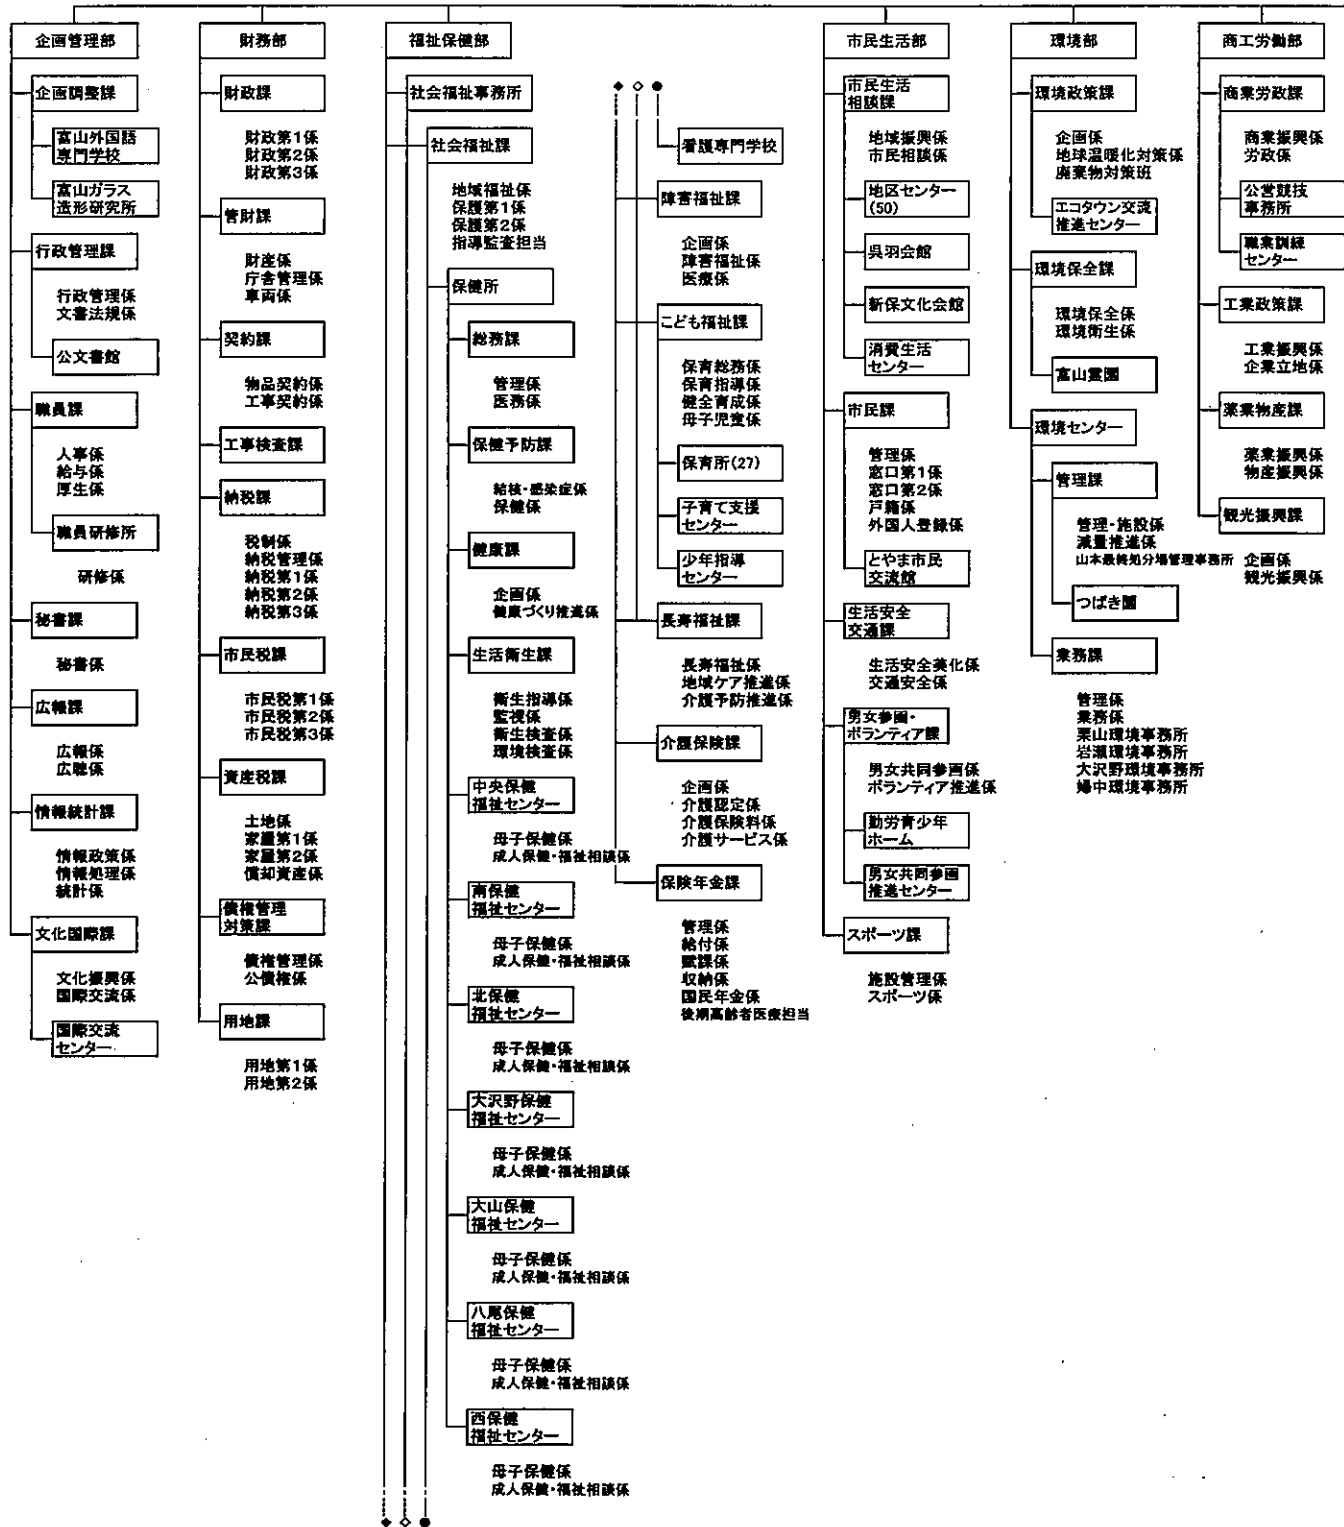 企画管理部
企画調整課
富山外国語
専門学校
富山ガラス
造形研究所
行政管理課
行政管理係
文書法規係
公文書館
職員課
人事係
給与係
厚生係
職員研修所
研修係
秘書課
秘書係
広報課
広報係
広聴係
情報統計課
情報政策係
情報処理係
統計係
文化国際課
文化振興係
国際交流係
国際交流
センター
財務部
財政課
財政第1係
財政第2係
財政第3係
管財課
財産係
庁舎管理係
車両係
契約課
物品契約係
工事契約係
工事検査課
納税課
税制係
納税管理係
納税第1係
納税第2係
納税第3係
市民税課
市民税第1係
市民税第2係
市民税第3係
資産税課
土地係
家屋第1係
家屋第2係
償却資産係
債権管理
対策課
債権管理係
公債権係
用地課
用地第1係
用地第2係
福祉保健部
社会福祉事務所
社会福祉課
地域福祉係
保護第1係
保護第2係
指導監査担当
保健所
総務課
管理係
医務係
保健予防課
結核・感染症係
保健係
健康課
企画係
健康づくり推進係
生活衛生課
衛生指導係
監視係
衛生検査係
環境検査係
中央保健
福祉センター
母子保健係
成人保健・福祉相談係
南保健
福祉センター
母子保健係
成人保健・福祉相談係
北保健
福祉センター
母子保健係
成人保健・福祉相談係
大沢野保健
福祉センター
母子保健係
成人保健・福祉相談係
大山保健
福祉センター
母子保健係
成人保健・福祉相談係
八尾保健
福祉センター
母子保健係
成人保健・福祉相談係
西保健
福祉センター
母子保健係
成人保健・福祉相談係
◆ ◇ ●
◆ ◇ ●
看護専門学校
障害福祉課
企画係
障害福祉係
医療係
こども福祉課
保育総務係
保育指導係
健全育成係
母子児童係
保育所(27)
子育て支援
センター
少年指導
センター
長寿福祉課
長寿福祉係
地域ケア推進係
介護予防推進係
介護保険課
企画係
介護認定係
介護保険料係
介護サービス係
保険年金課
管理係
給付係
賦課係
収納係
国民年金係
後期高齢者医療担当
市民生活部
市民生活
相談課
地域振興係
市民相談係
地区センター
(50)
呉羽会館
新保文化会館
消費生活
センター
市民課
管理係
窓口第1係
窓口第2係
戸籍係
外国人登録係
とやま市民
交流館
生活安全
交通課
生活安全美化係
交通安全係
男女参画・
ボランティア課
男女共同参画係
ボランティア推進係
勤労青少年
ホーム
男女共同参画
推進センター
スポーツ課
施設管理係
スポーツ係
環境部
環境政策課
企画係
地球温暖化対策係
廃棄物対策班
エコタウン交流
推進センター
環境保全課
環境保全係
環境衛生係
富山霊園
環境センター
管理課
管理・施設係
減量推進係
山本最終処分場管理事務所
つばき園
業務課
管理係
業務係
栗山環境事務所
岩瀬環境事務所
大沢野環境事務所
婦中環境事務所
商工労働部
商業労政課
商業振興係
労政係
公営競技
事務所
職業訓練
センター
工業政策課
工業振興係
企業立地係
薬業物産課
薬業振興係
物産振興係
観光振興課
企画係
観光振興係